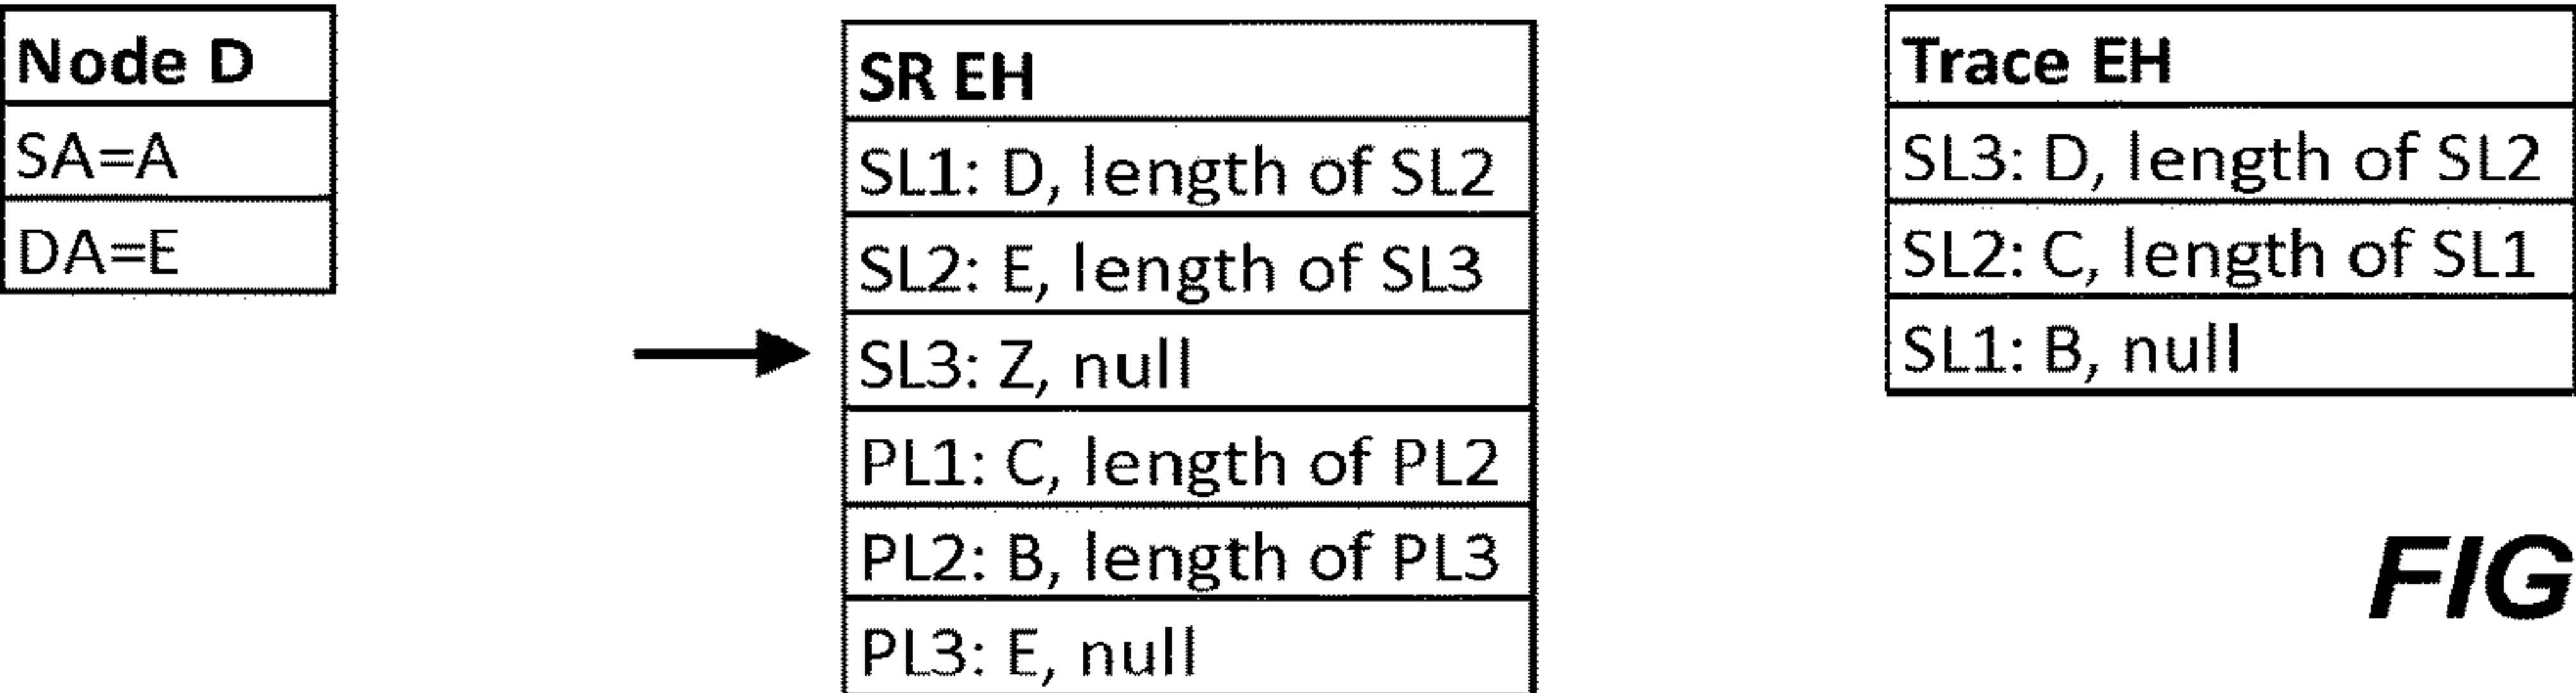 Node D
SA=A
DA=E
SR EH
SL1: D, length of SL2
SL2: E, length of SL3
SL3: Z, null
PL1: C, length of PL2
PL2: B, length of PL3
PL3: E, null
Trace EH
SL3: D, length of SL2
SL2: C, length of SL1
SL1: B, null
FIG